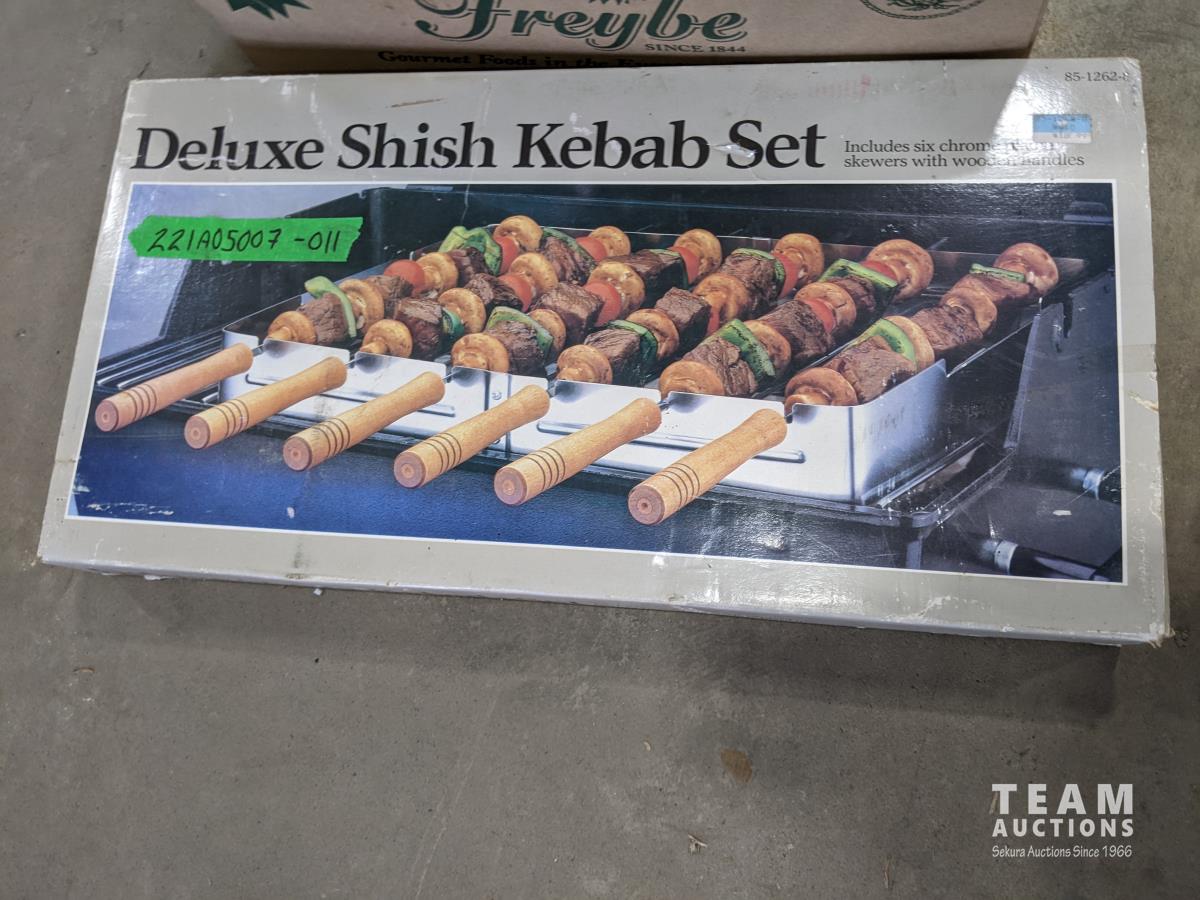 Freybe
SINCE 1844
Gourmet Foods in the
85-1262-
Deluxe Shish Kebab Set
Includes six chrome
skewers with wooden handles
221A05007 -011
TEAM
AUCTIONS
Sekura Auctions Since 1966